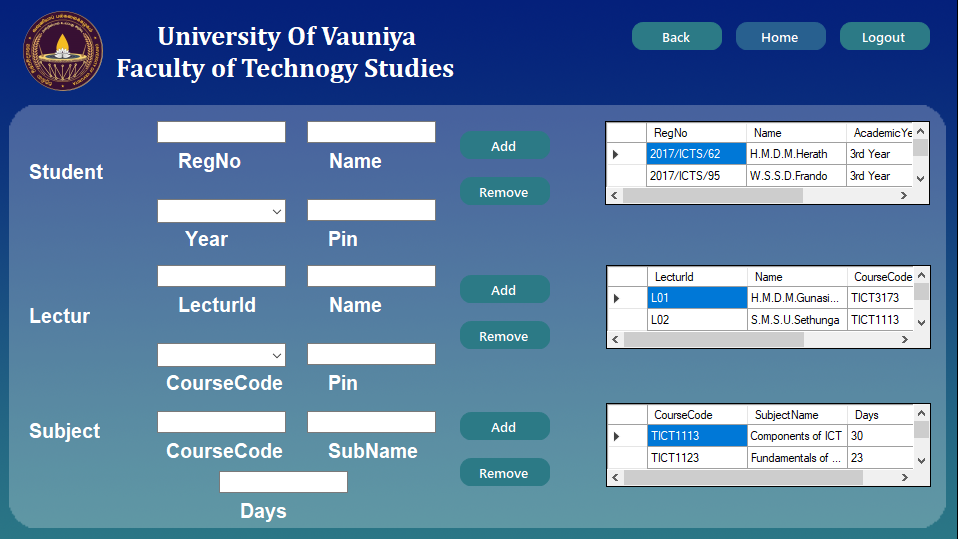 University Of Vauniya
Faculty of Technogy Studies
Back Home Logout
Student
RegNo Name
Add
Remove
Year Pin
RegNo Name AcademicYe
2017/ICTS/62 H.M.D.M.Herath 3rd Year
2017/ICTS/95 W.S.S.D.Frando 3rd Year
Lectur
LecturId Name
Add
Remove
CourseCode Pin
LecturId Name CourseCode
L01 H.M.D.M.Gunasi... TICT3173
L02 S.M.S.U.Sethunga TICT1113
Subject
CourseCode SubName
Add
Remove
Days
CourseCode SubjectName Days
TICT1113 Components of ICT 30
TICT1123 Fundamentals of ... 23